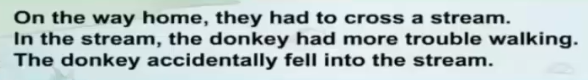 On the way home, they had to cross a stream.
In the stream, the donkey had more trouble walking.
The donkey accidentally fell into the stream.